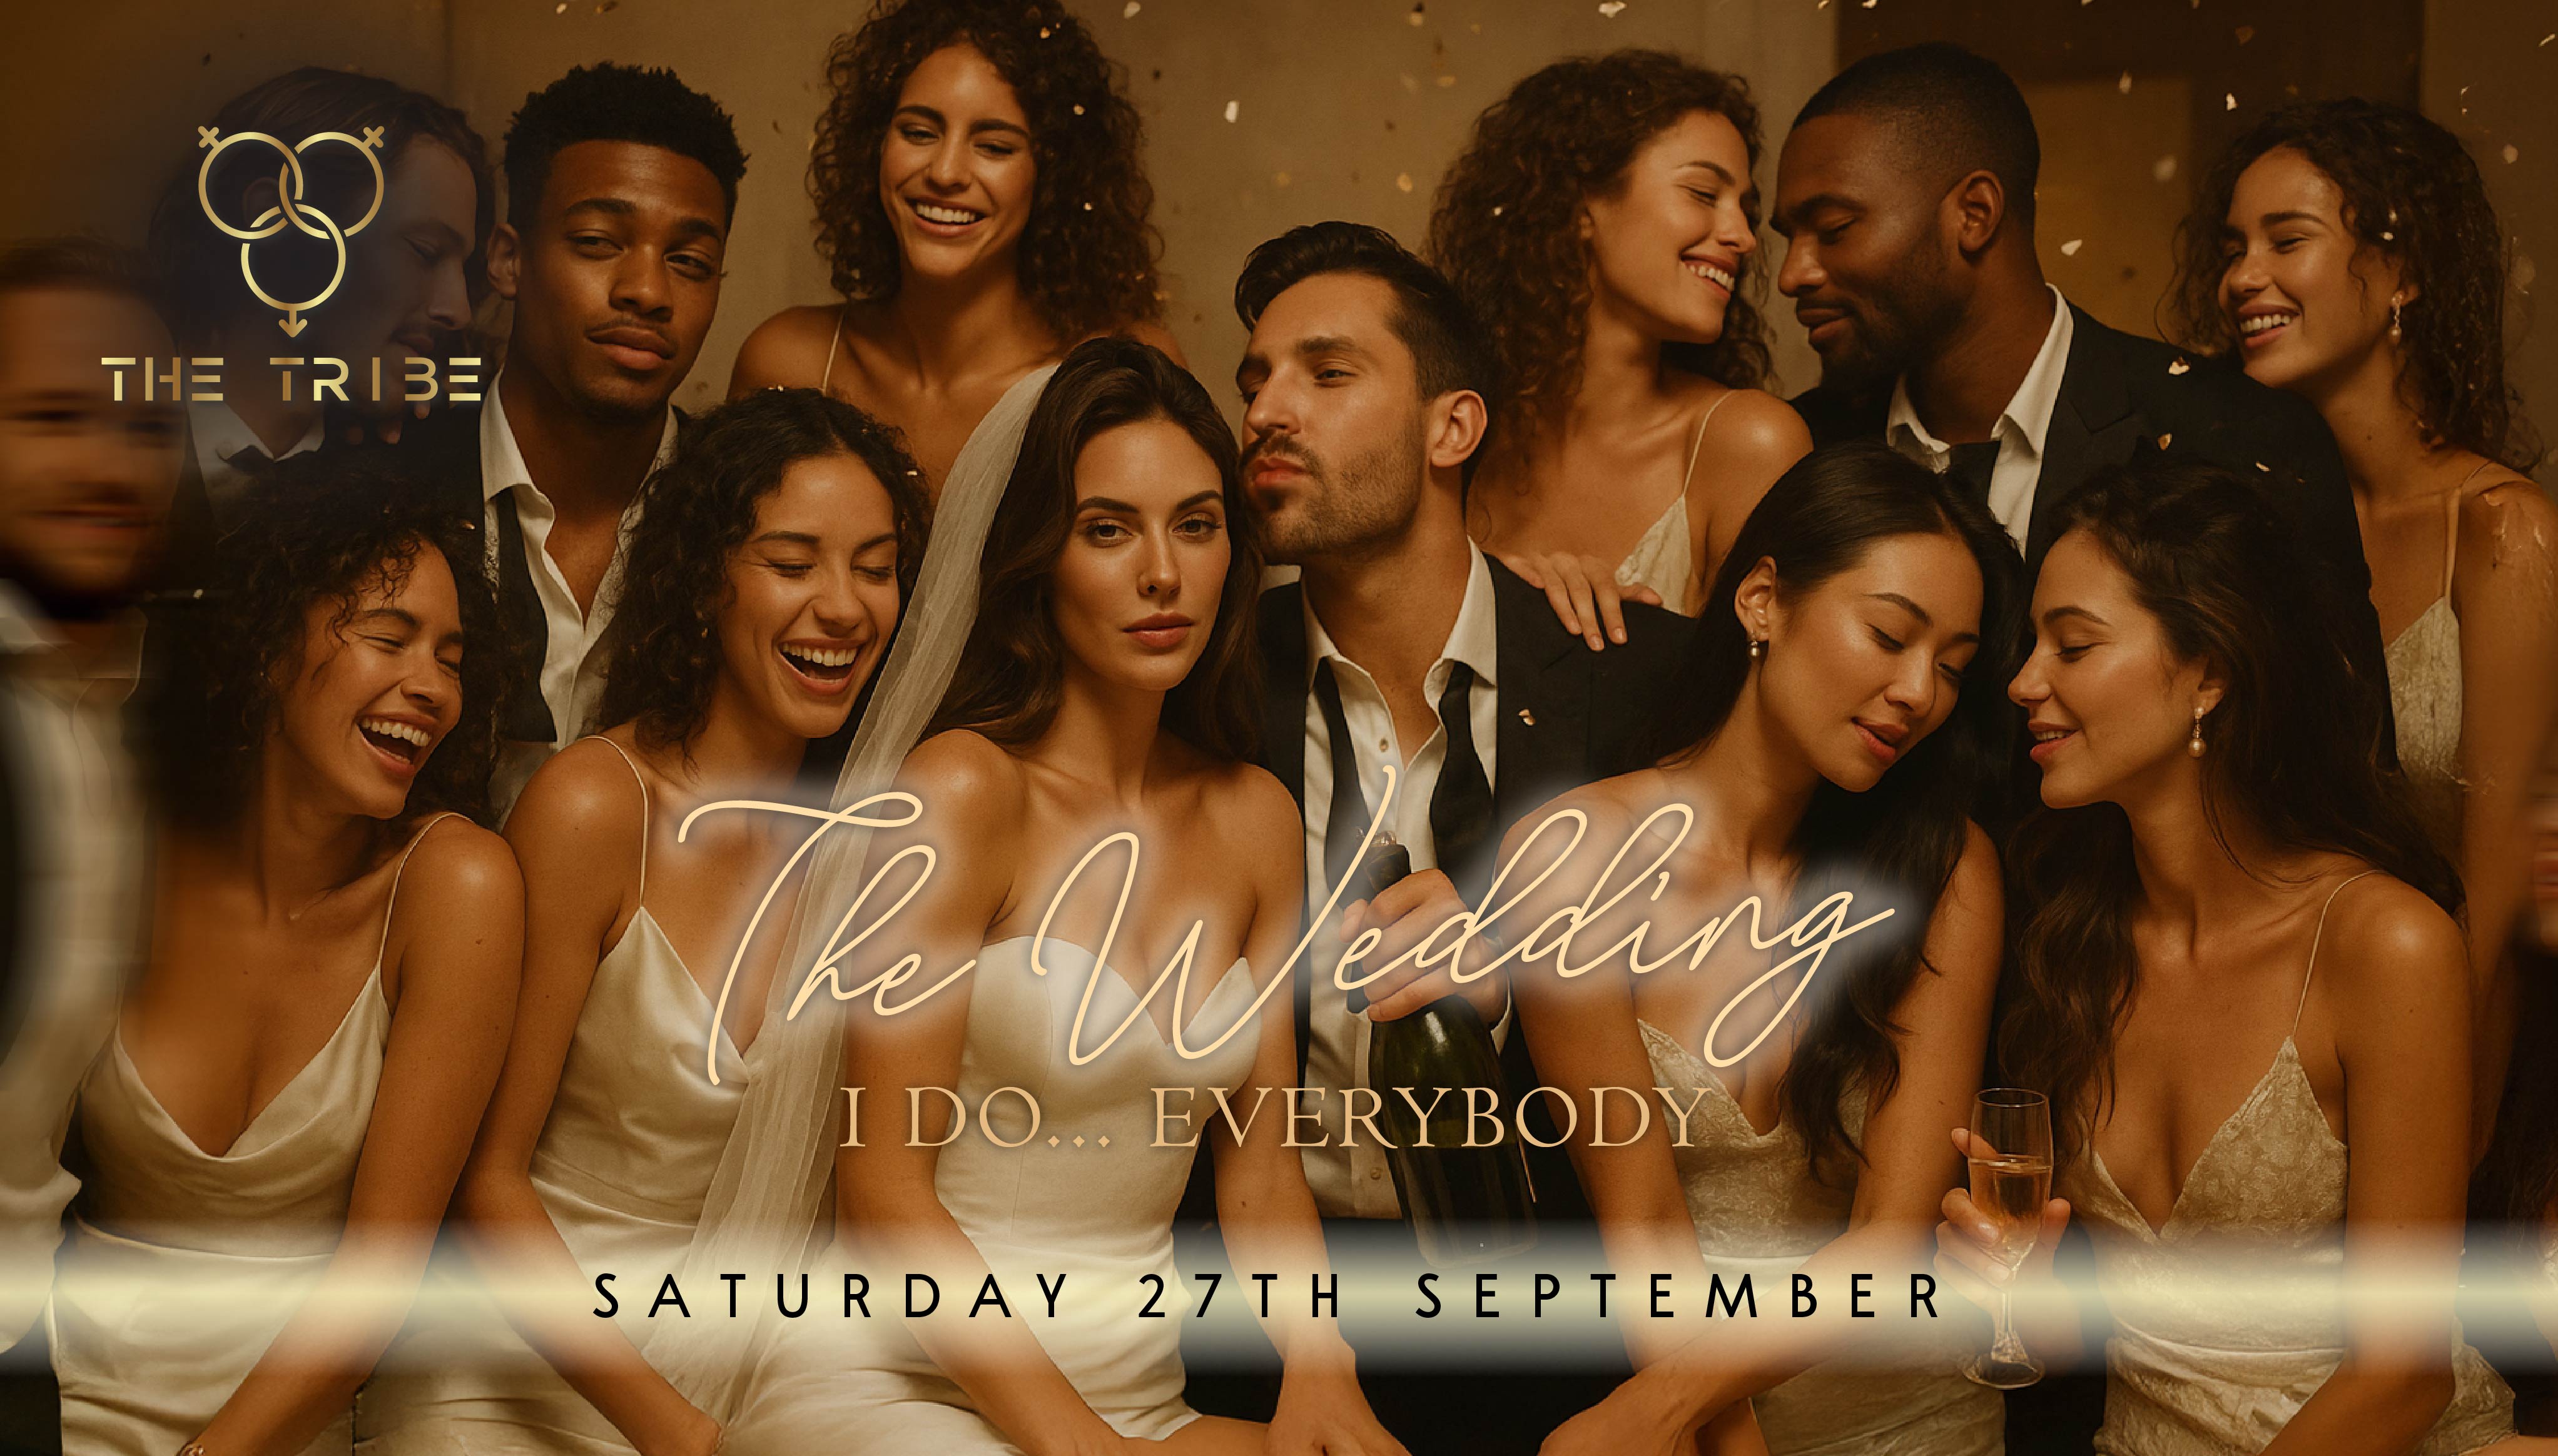 THE TRIBE
The Wedding
I DO... EVERYBODY
SATURDAY 27TH SEPTEMBER